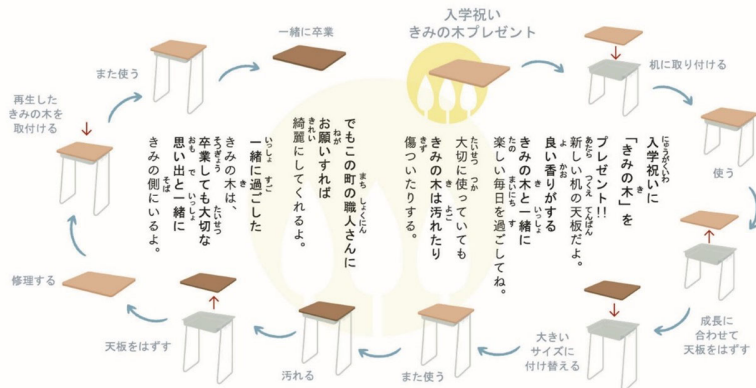 入学祝い
きみの木プレゼント
机に取り付ける
使う
成長に
合わせて
天板をはずす
大きい
サイズに
付け替える
また使う
汚れる
天板をはずす
修理する
再生した
きみの木を
取付ける
また使う
一緒に卒業
入学祝いに
「きみの木」を
プレゼント!!
新しい机の天板だよ。
良い香りがする
きみの木と一緒に
楽しい毎日を過ごしてね。
大切に使っていても
きみの木は汚れたり
傷ついたりする。
でもこの町の職人さんに
お願いすれば
綺麗にしてくれるよ。
一緒に過ごした
きみの木は、
卒業しても大切な
思い出と一緒に
きみの側にいるよ。